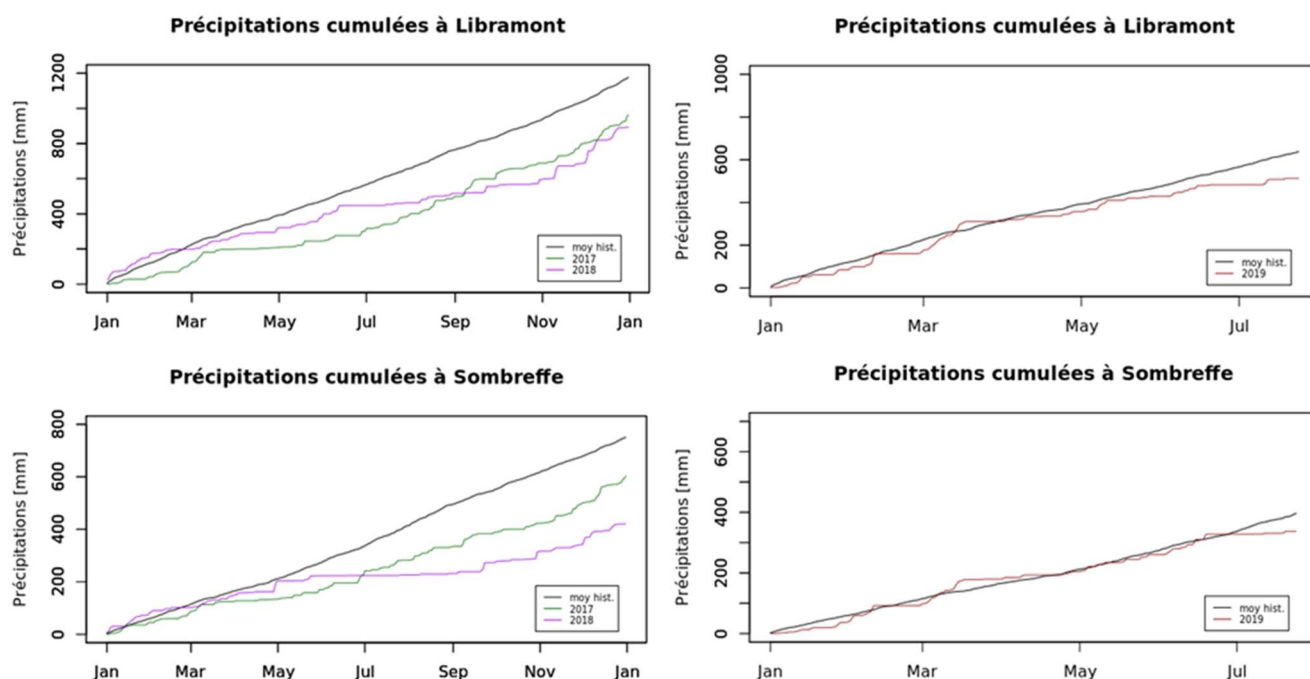 Précipitations cumulées à Libramont
Précipitations [mm]
1200
800
400
0
moy hist.
2017
2018
Jan Mar May Jul Sep Nov Jan
Précipitations cumulées à Libramont
Précipitations [mm]
1000
600
200
0
moy hist.
2019
Jan Mar May Jul
Précipitations cumulées à Sombreffe
Précipitations [mm]
800
600
400
200
0
moy hist.
2017
2018
Jan Mar May Jul Sep Nov Jan
Précipitations cumulées à Sombreffe
Précipitations [mm]
600
400
200
0
moy hist.
2019
Jan Mar May Jul